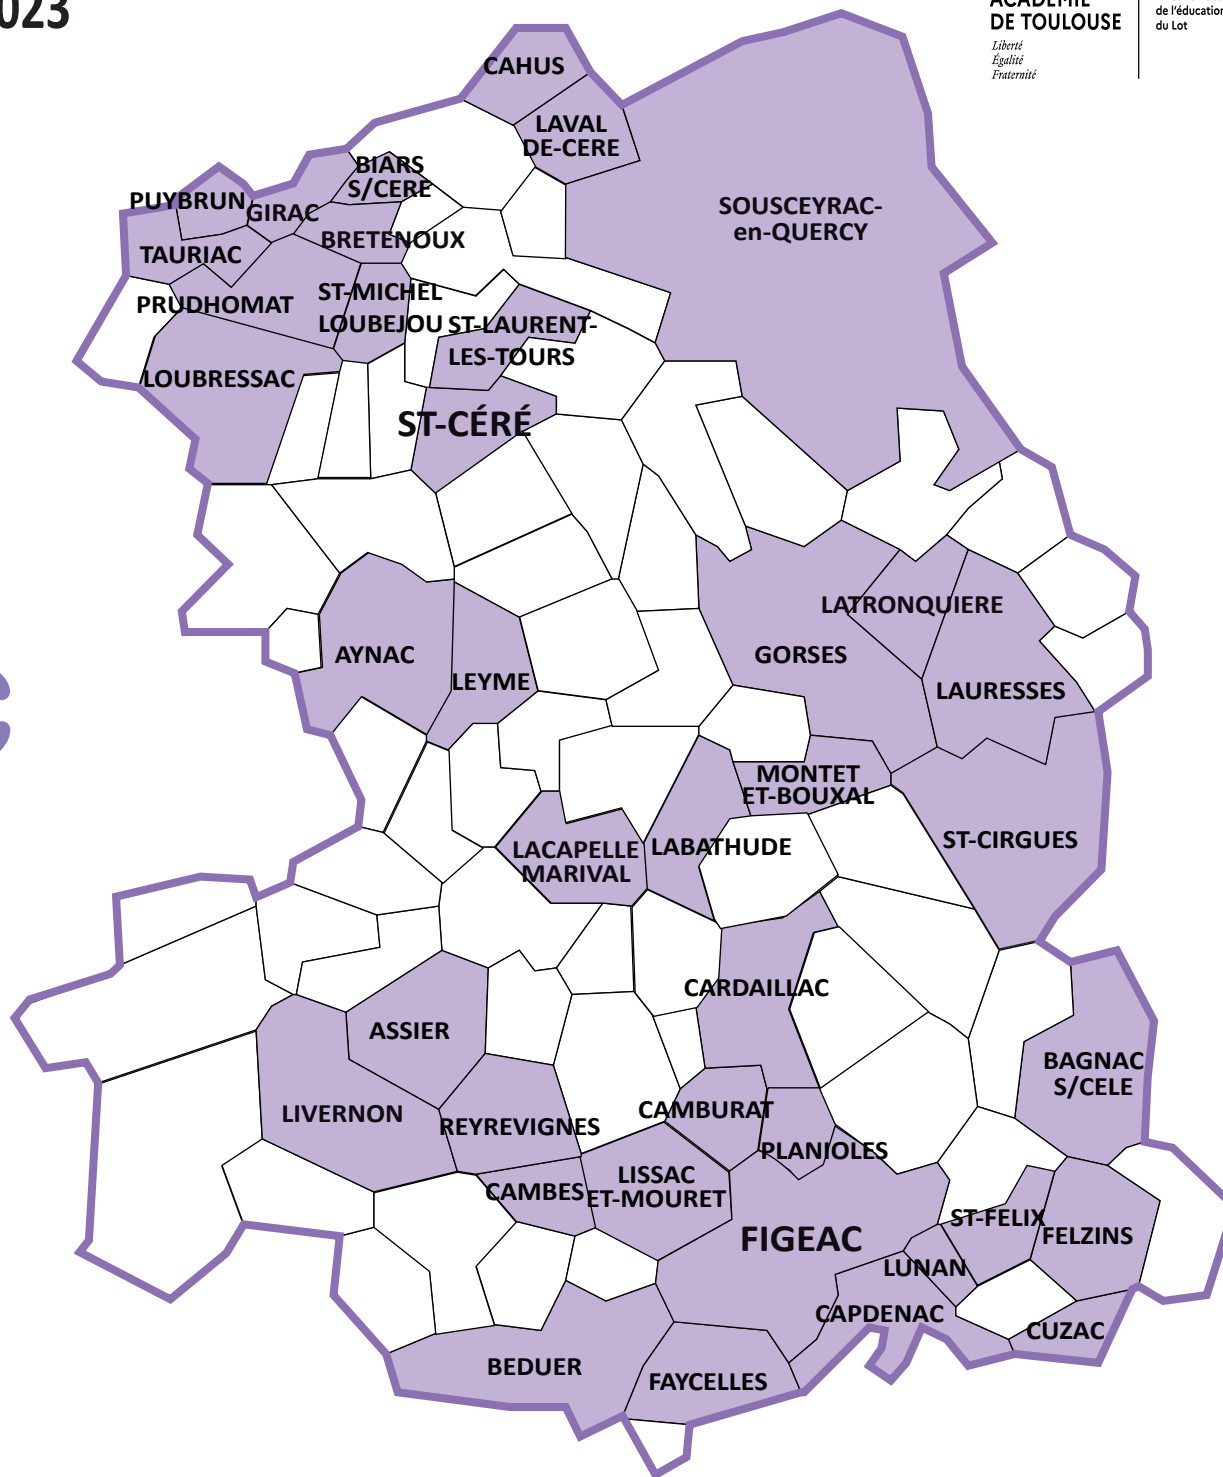 023
ACADÉMIE
DE TOULOUSE
Liberté
Égalité
Fraternité
de l'éducation
du Lot
CAHUS
LAVAL
DE-CERE
BIARS
S/CERE
PUYBRUN
GIRAC
SOUSCEYRAC-
en-QUERCY
BRETENOUX
TAURIAC
ST-MICHEL
LOUBEJOU
PRUDHOMAT
ST-LAURENT-
LES-TOURS
LOUBRESSAC
ST-CÉRÉ
LATRONQUIERE
AYNAC
GORSES
LEYME
LAURESSES
MONTET
ET-BOUXAL
ST-CIRGUES
LACAPELLE
MARIVAL
LABATHUDE
CARDAILLAC
ASSIER
BAGNAC
S/CELE
LIVERNON
CAMBURAT
REYREVIGNES
PLANIOLES
LISSAC
ET-MOURET
CAMBES
ST-FELIX
FIGEAC
FELZINS
LUNAN
CAPDENAC
CUZAC
BEDUER
FAYCELLES